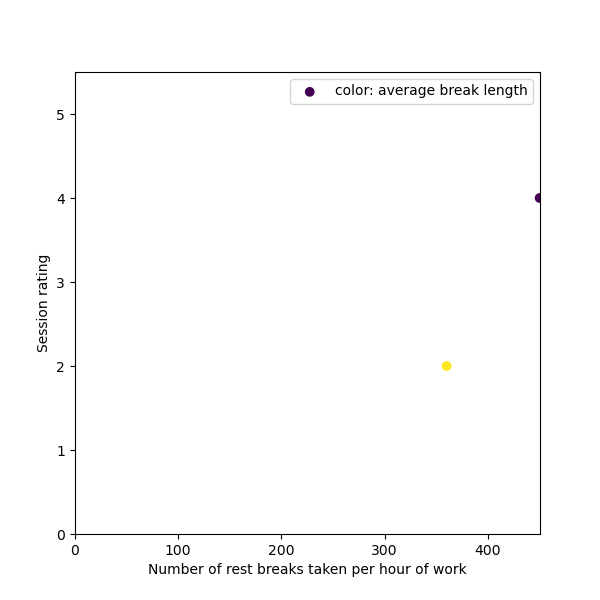 color: average break length
5
4
3
2
1
0
Session rating
0 100 200 300 400
Number of rest breaks taken per hour of work